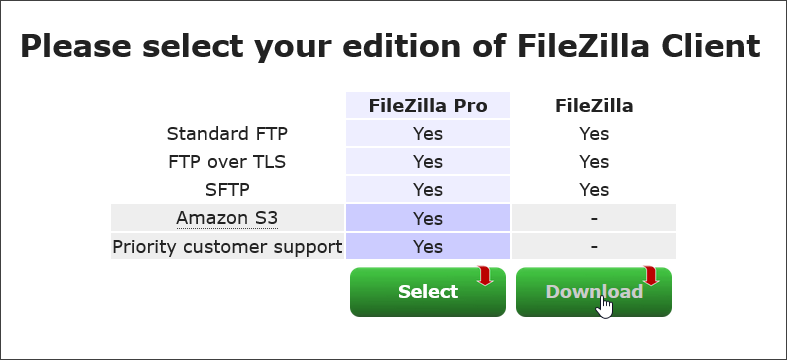 Please select your edition of FileZilla Client
FileZilla Pro FileZilla
Standard FTP Yes Yes
FTP over TLS Yes Yes
SFTP Yes Yes
Amazon S3 Yes -
Priority customer support Yes -
Select Download